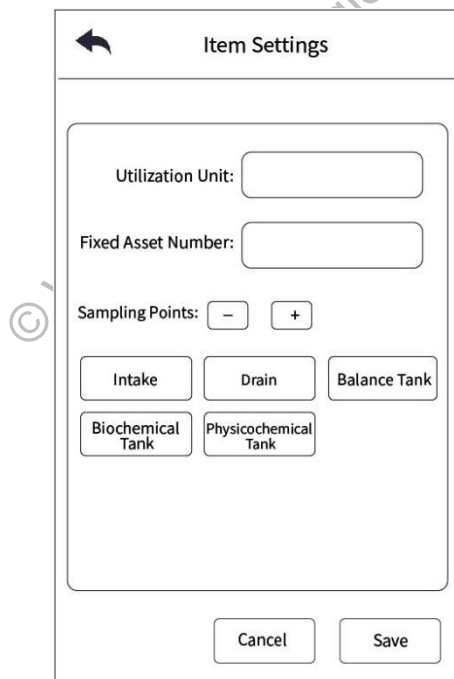 Item Settings
Utilization Unit:
Fixed Asset Number:
Sampling Points: − +
Intake Drain Balance Tank
Biochemical Physicochemical
Tank Tank
Cancel Save
©